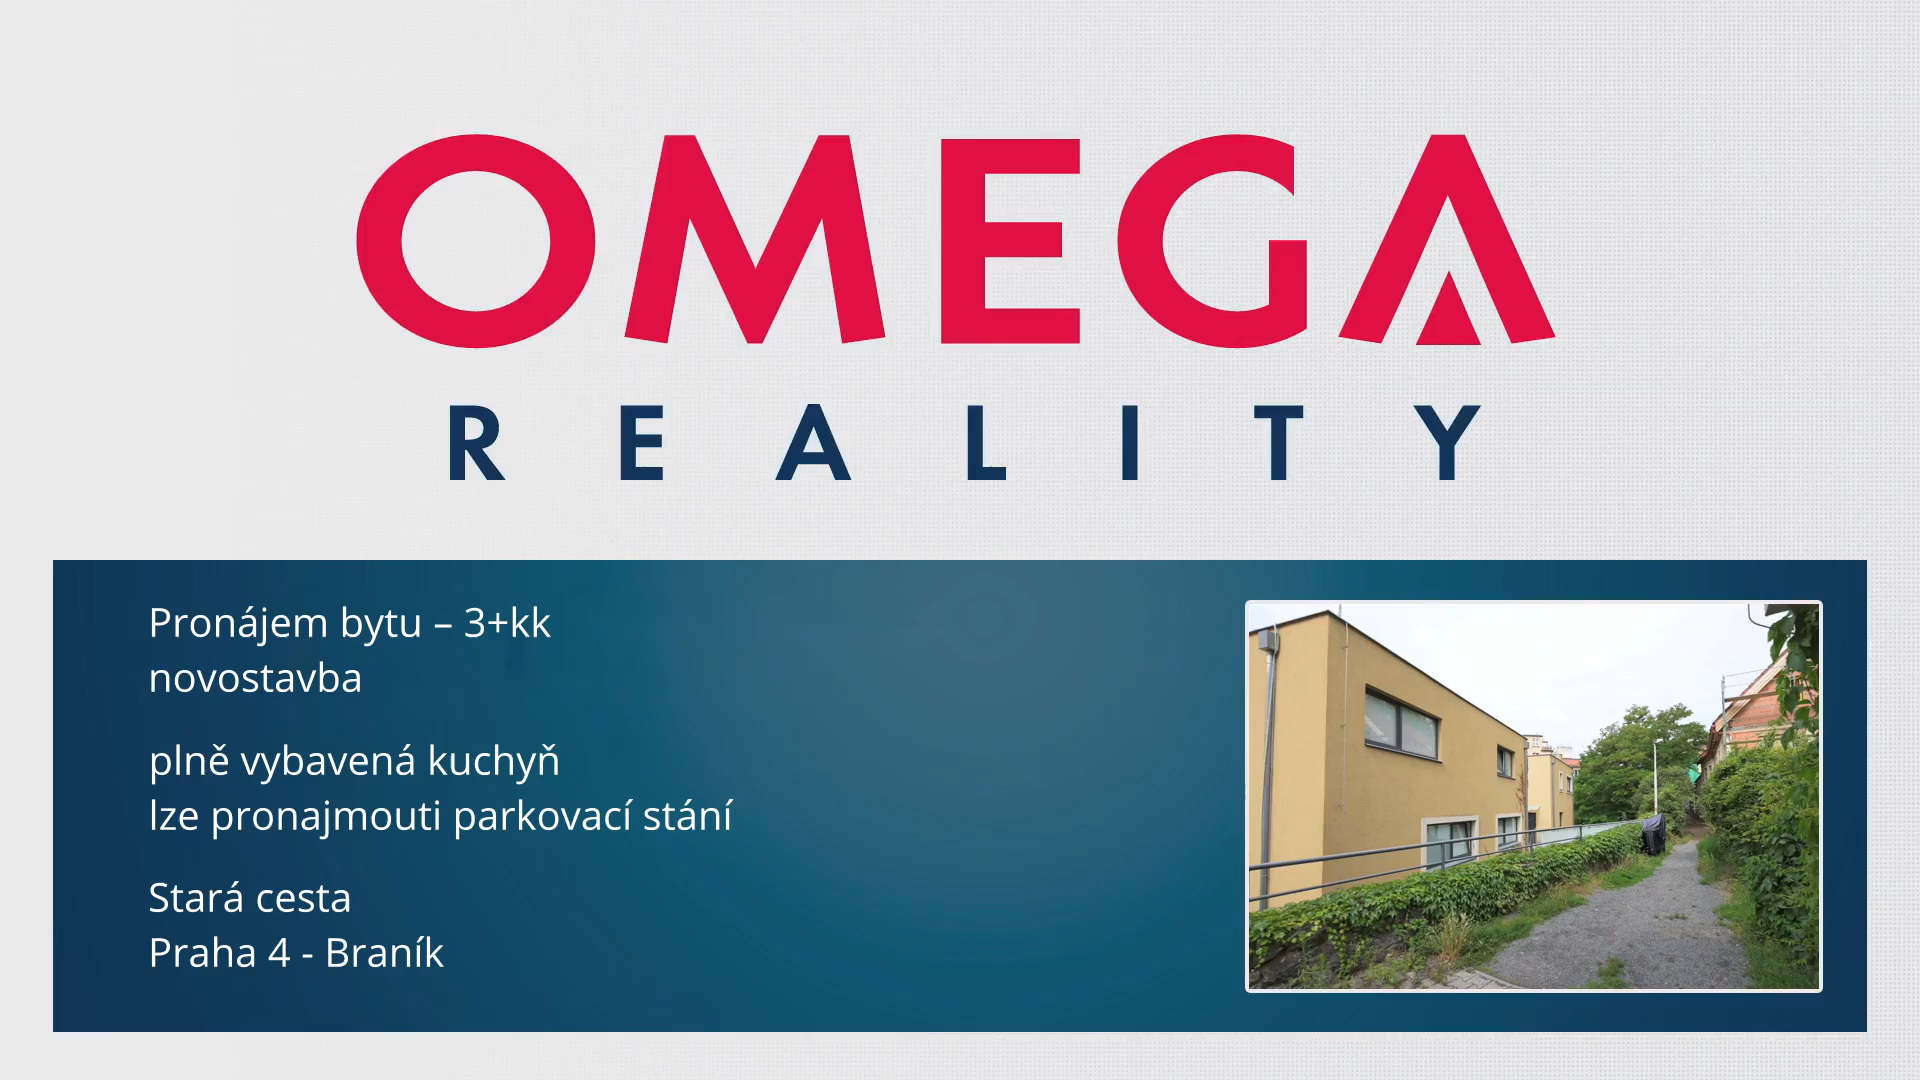 OMEGA
REALITY
Pronájem bytu – 3+kk
novostavba
plně vybavená kuchyň
lze pronajmouti parkovací stání
Stará cesta
Praha 4 - Braník